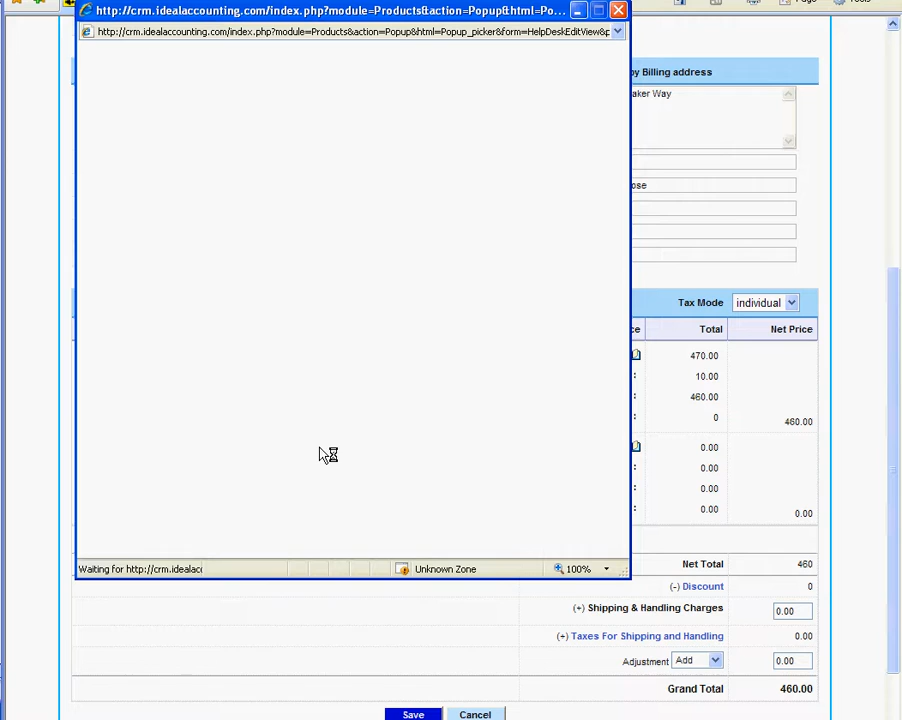 Tools
http://crm.idealaccounting.com/index.php?module=Products&action=Popup&html=Po...
http://crm.idealaccounting.com/index.php?module=Products&action=Popup&html=Popup_picker&form=HelpDeskEditView&p
by Billing address
aker Way
ose
Tax Mode individual
ce Total Net Price
470.00
: 10.00
: 460.00
: 0 460.00
0.00
: 0.00
: 0.00
: 0.00 0.00
Waiting for http://crm.idealacc Unknown Zone 100%
Net Total 460
(-) Discount 0
(+) Shipping & Handling Charges 0.00
(+) Taxes For Shipping and Handling 0.00
Adjustment Add 0.00
Grand Total 460.00
Save Cancel